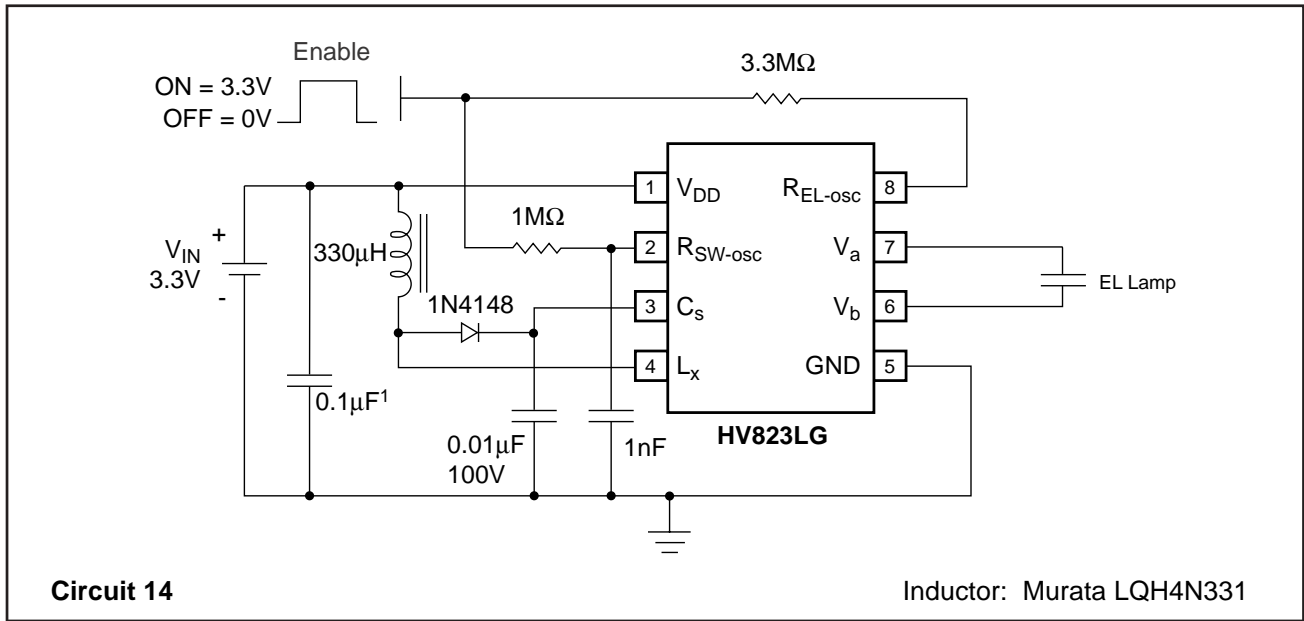 Enable
ON = 3.3V
OFF = 0V
3.3MΩ
1
V_DD
R_EL-osc
8
1MΩ
V_IN
3.3V
+
-
330µH
2
R_SW-osc
V_a
7
1N4148
3
C_s
V_b
6
EL Lamp
4
L_x
GND
5
0.1µF¹
HV823LG
0.01µF
100V
1nF
Circuit 14
Inductor: Murata LQH4N331